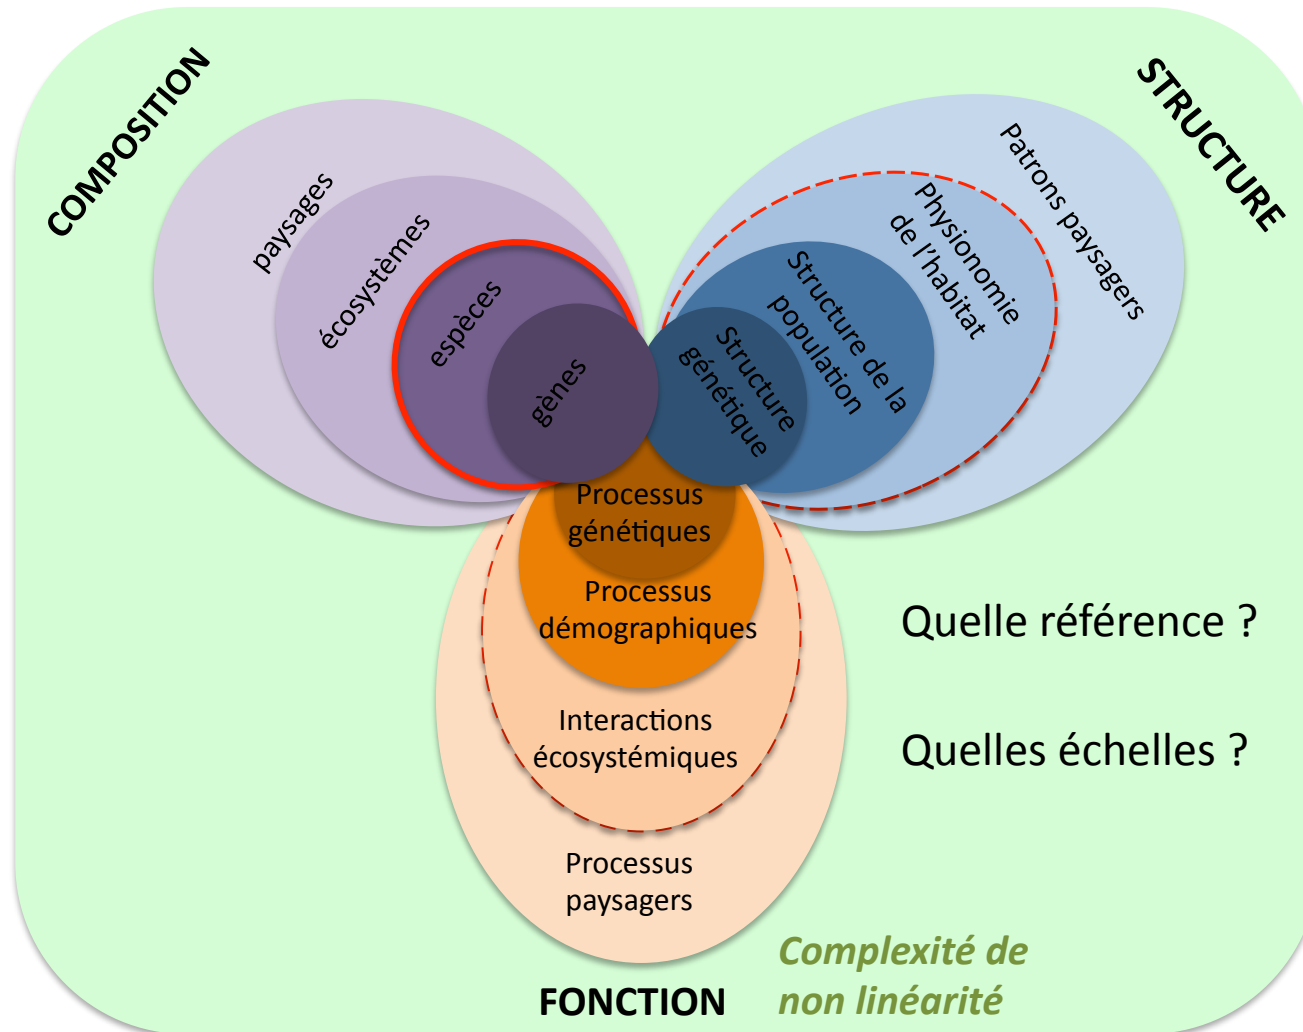 COMPOSITION
paysages
écosystèmes
espèces
gènes
STRUCTURE
Patrons paysagers
Physionomie
de l'habitat
Structure de la
population
Structure
génétique
Processus
génétiques
Processus
démographiques
Interactions
écosystémiques
Processus
paysagers
FONCTION
Quelle référence ?
Quelles échelles ?
Complexité de
non linéarité